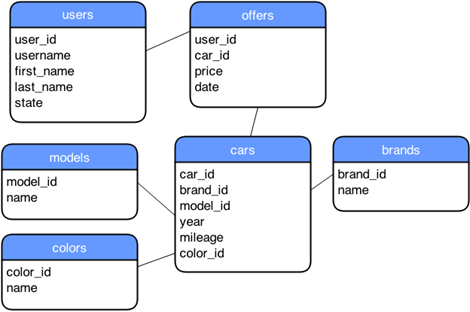 users
user_id
username
first_name
last_name
state
offers
user_id
car_id
price
date
models
model_id
name
cars
car_id
brand_id
model_id
year
mileage
color_id
brands
brand_id
name
colors
color_id
name